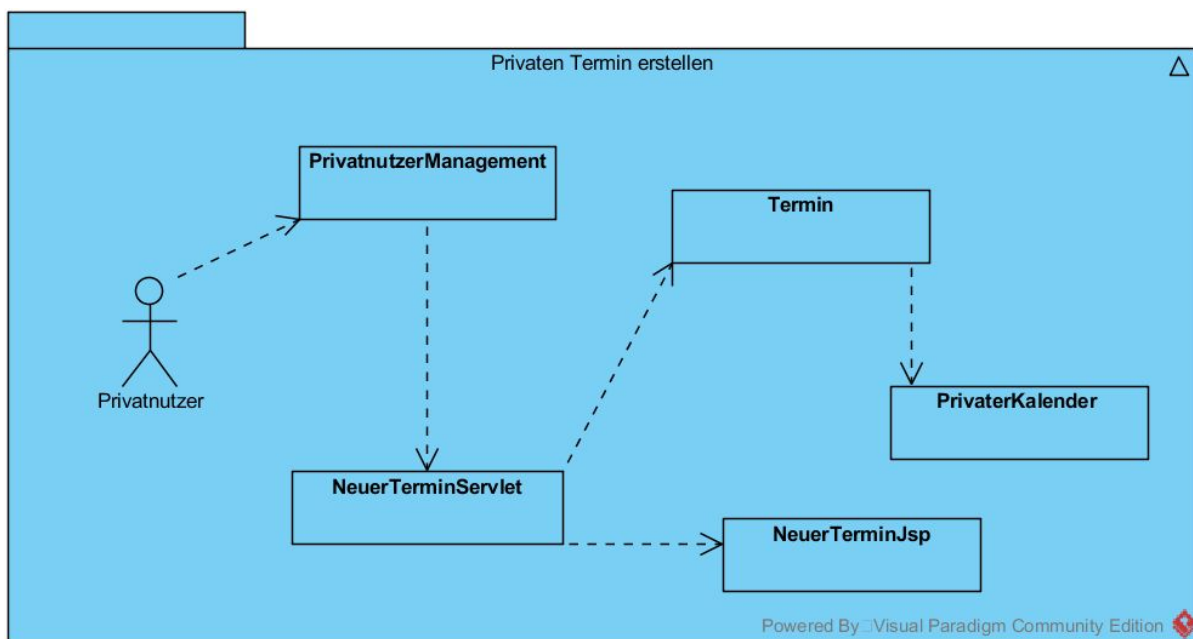 Privaten Termin erstellen
PrivatnutzerManagement
Termin
Privatnutzer
PrivaterKalender
NeuerTerminServlet
NeuerTerminJsp
Powered By Visual Paradigm Community Edition